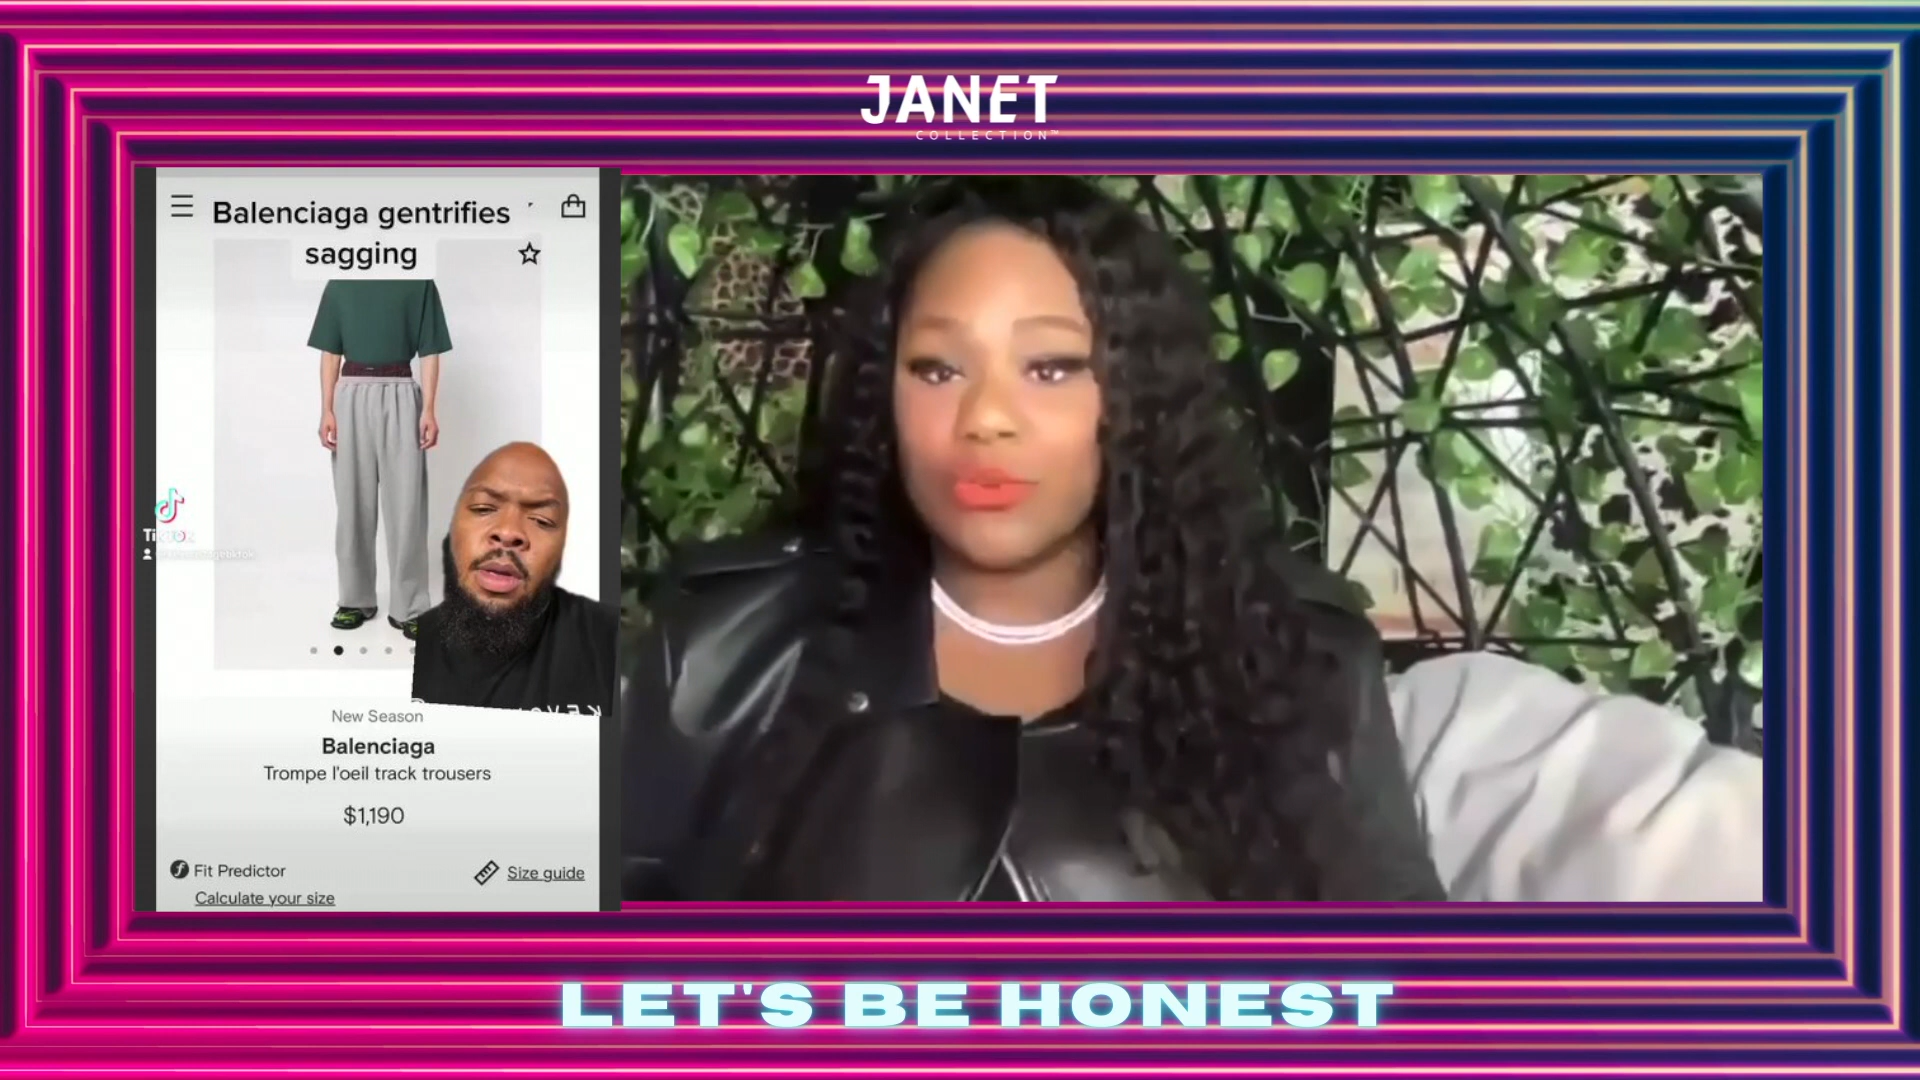 JANET
COLLECTION™
Balenciaga gentrifies
sagging
TikTok
New Season
Balenciaga
Trompe l'oeil track trousers
$1,190
Fit Predictor
Size guide
Calculate your size
LET'S BE HONEST